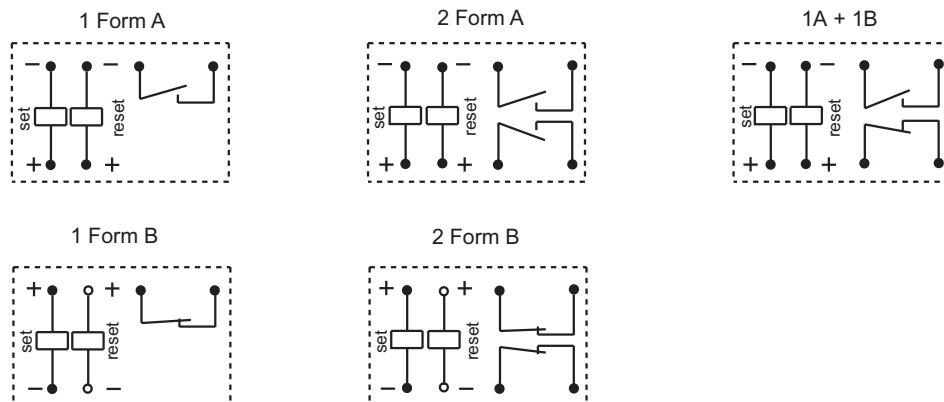 1 Form A
− −
set
reset
+ +
2 Form A
− −
set
reset
+ +
1A + 1B
− −
set
reset
+ +
1 Form B
+ +
set
reset
− −
2 Form B
+ +
set
reset
− −